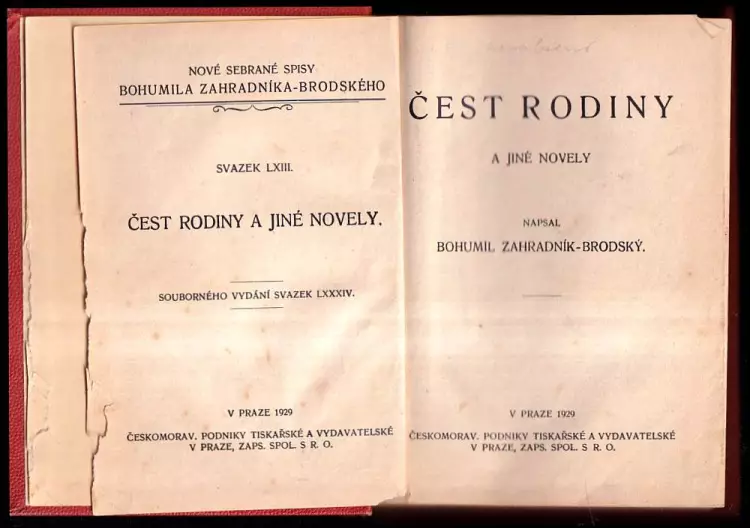 NOVÉ SEBRANÉ SPISY
BOHUMILA ZAHRADNÍKA-BRODSKÉHO
SVAZEK LXIII.
ČEST RODINY A JINÉ NOVELY.
SOUBORNÉHO VYDÁNÍ SVAZEK LXXXIV.
V PRAZE 1929
ČESKOMORAV. PODNIKY TISKAŘSKÉ A VYDAVATELSKÉ
V PRAZE, ZAPS. SPOL. S R. O.
ČEST RODINY
A JINÉ NOVELY
NAPSAL
BOHUMIL ZAHRADNÍK-BRODSKÝ.
V PRAZE 1929
ČESKOMORAV. PODNIKY TISKAŘSKÉ A VYDAVATELSKÉ
V PRAZE, ZAPS. SPOL. S R. O.